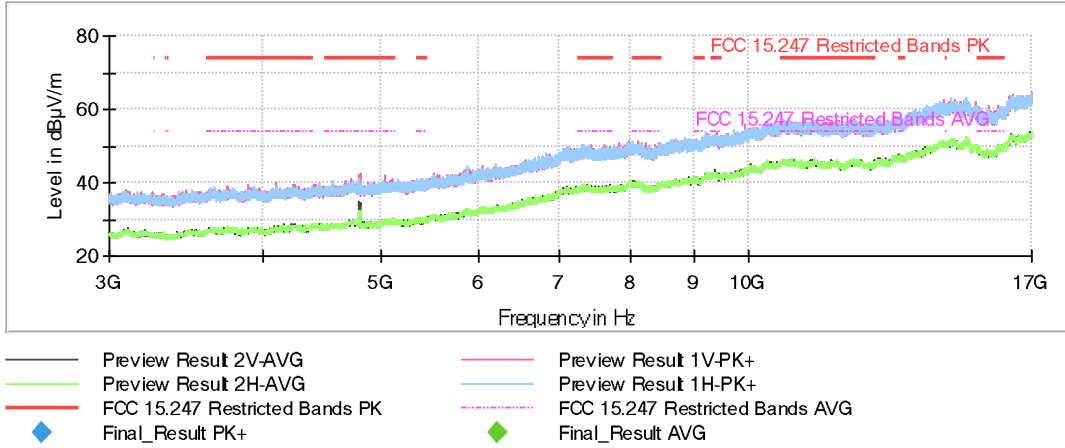 80
FCC 15.247 Restricted Bands PK
60
FCC 15.247 Restricted Bands AVG
40
20
Level in dBµV/m
3G 5G 6 7 8 9 10G 17G
Frequency in Hz
Preview Result 2V-AVG Preview Result 1V-PK+
Preview Result 2H-AVG Preview Result 1H-PK+
FCC 15.247 Restricted Bands PK FCC 15.247 Restricted Bands AVG
Final_Result PK+ Final_Result AVG